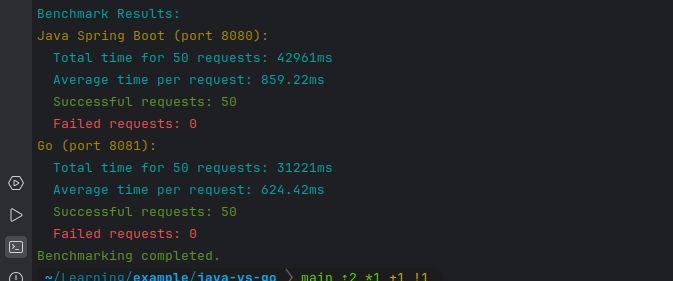 Benchmark Results:
Java Spring Boot (port 8080):
Total time for 50 requests: 42961ms
Average time per request: 859.22ms
Successful requests: 50
Failed requests: 0
Go (port 8081):
Total time for 50 requests: 31221ms
Average time per request: 624.42ms
Successful requests: 50
Failed requests: 0
Benchmarking completed.
~/Learning/example/java-vs-go main ⇡2 *1 +1 !1